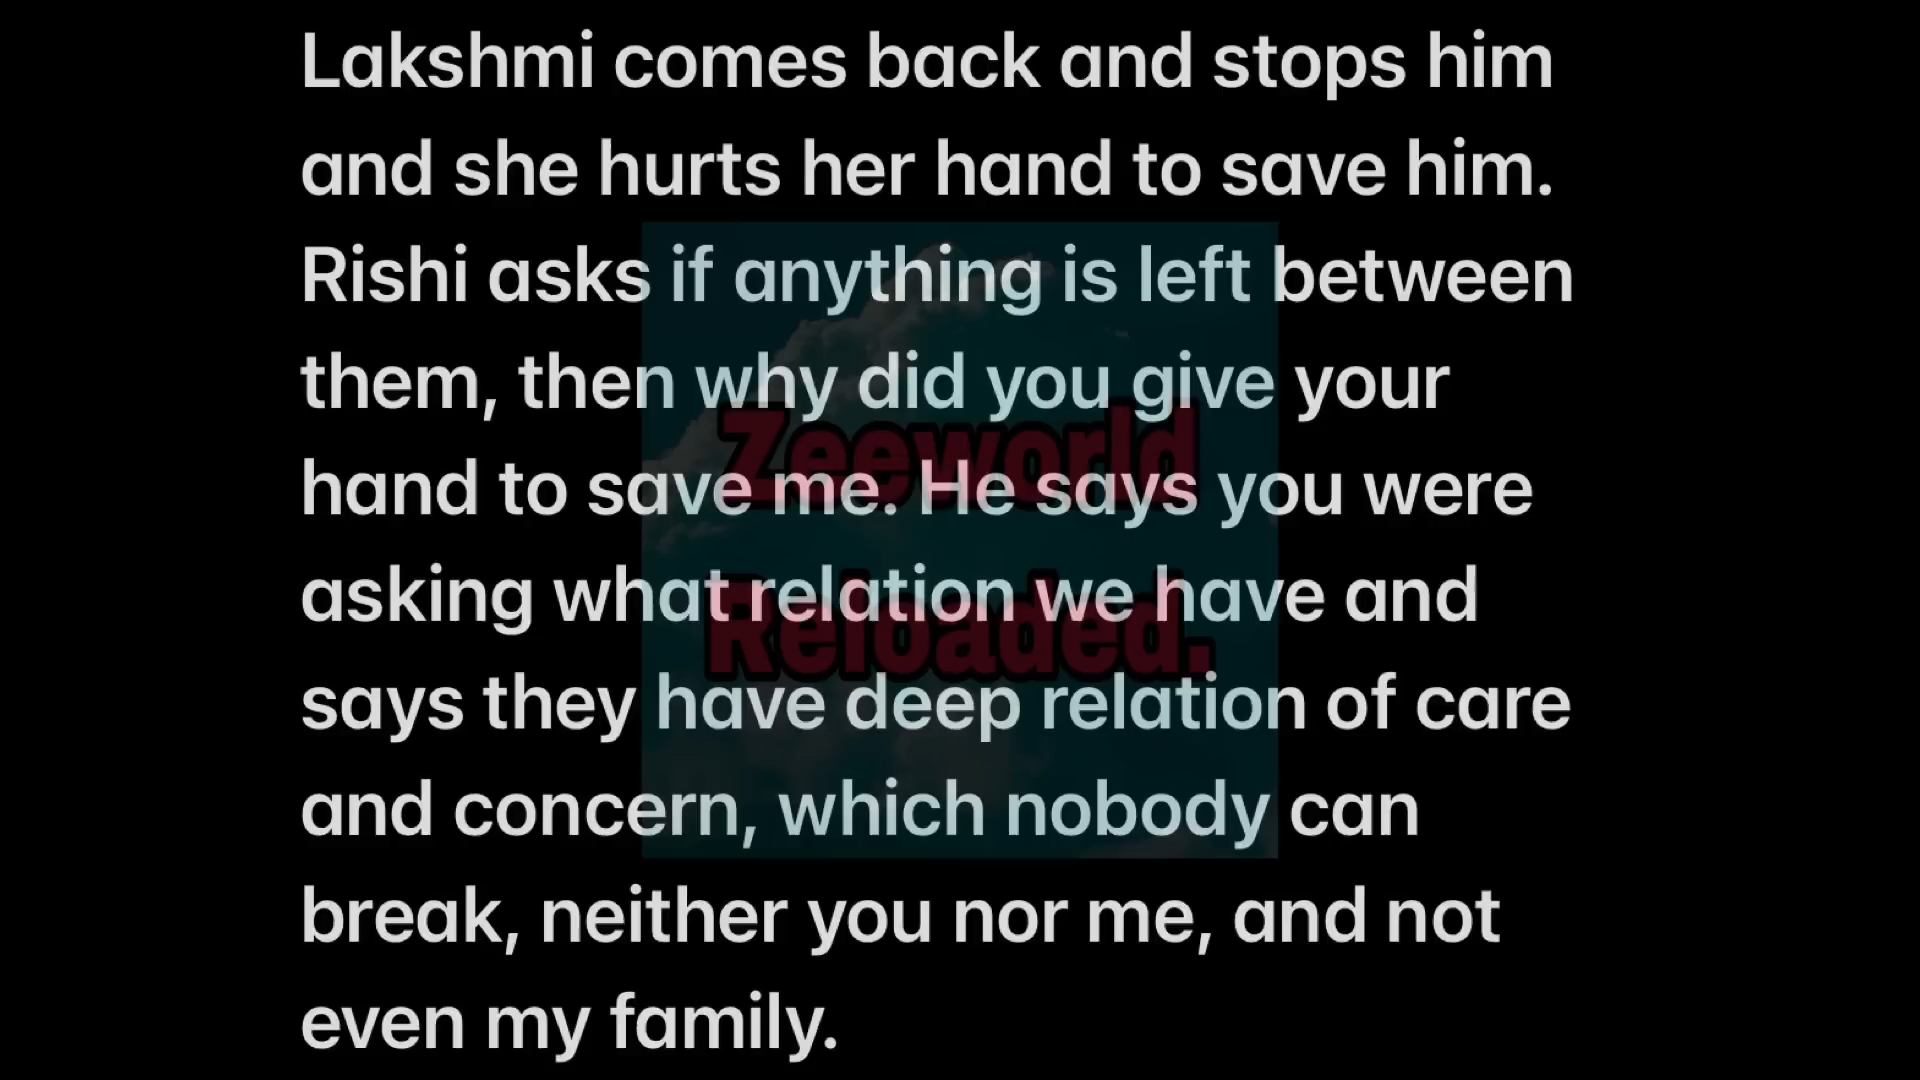 Lakshmi comes back and stops him
and she hurts her hand to save him.
Rishi asks if anything is left between
them, then why did you give your
hand to save me. He says you were
asking what relation we have and
says they have deep relation of care
and concern, which nobody can
break, neither you nor me, and not
even my family.
Zeeworld
Reloaded.